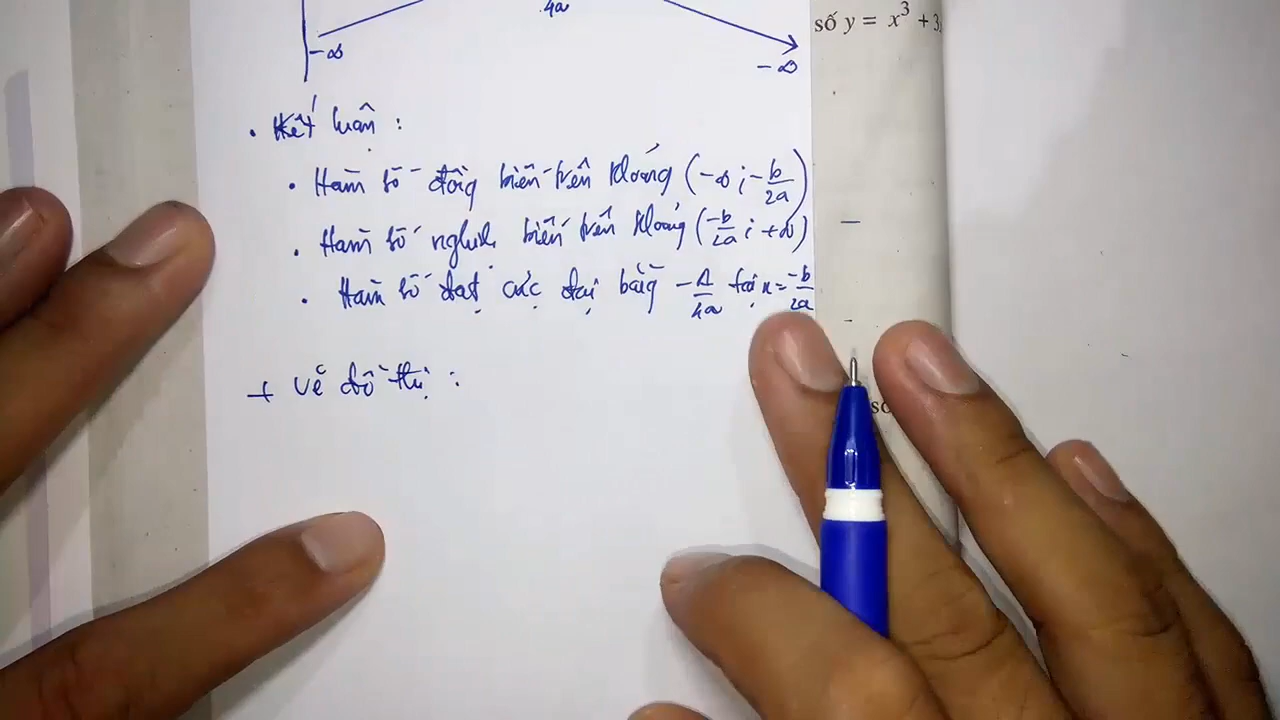 4a
số y = x³ + 3
-∞
-∞
• Kết luận :
• Hàm số đồng biến trên khoảng (-∞ ; -b/2a)
• Hàm số nghịch biến trên khoảng (-b/2a ; +∞)
• Hàm số đạt cực đại bằng -Δ/4a tại x = -b/2a
+ Vẽ đồ thị :
số